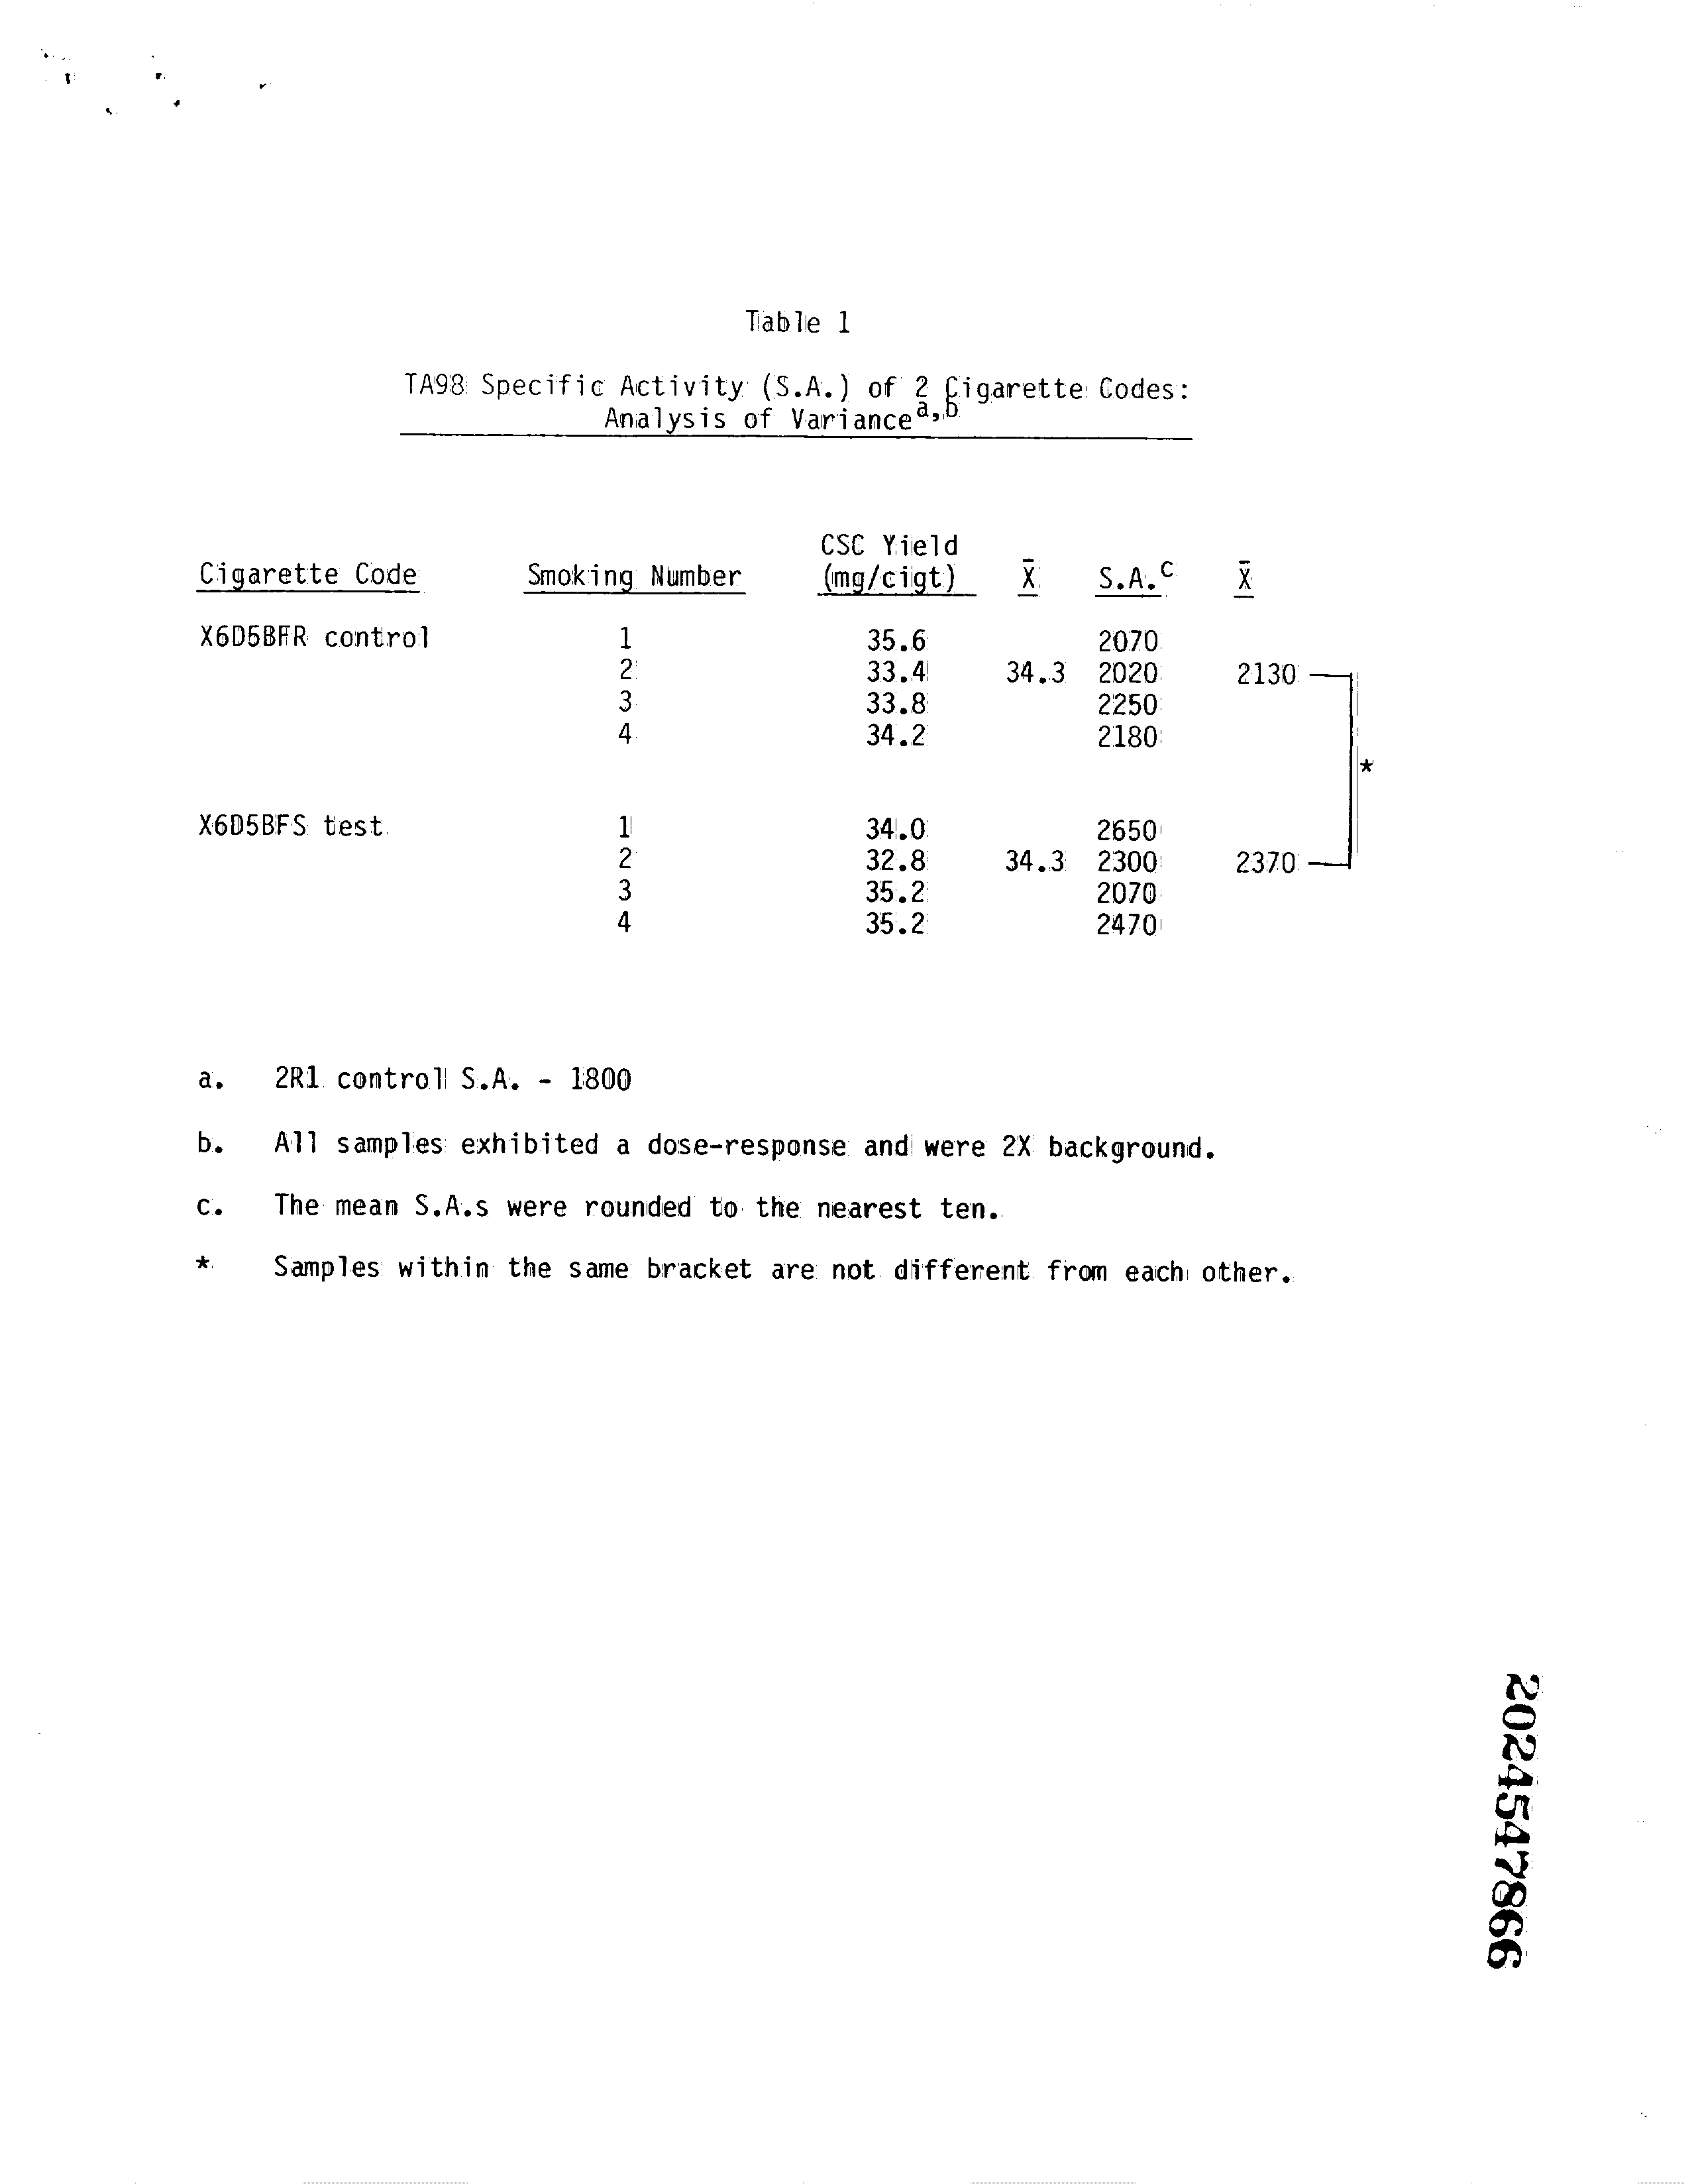 Table 1
TA98 Specific Activity (S.A.) of 2 Cigarette Codes:
Analysis of Variance a,b
CSC Yield
Cigarette Code Smoking Number (mg/cigt) X̄ S.A.c X̄
X6D5BFR control 1 35.6 2070
2 33.4 34.3 2020 2130
3 33.8 2250
4 34.2 2180
*
X6D5BFS test 1 34.0 2650
2 32.8 34.3 2300 2370
3 35.2 2070
4 35.2 2470
a. 2R1 control S.A. - 1800
b. All samples exhibited a dose-response and were 2X background.
c. The mean S.A.s were rounded to the nearest ten.
* Samples within the same bracket are not different from each other.
2024547866